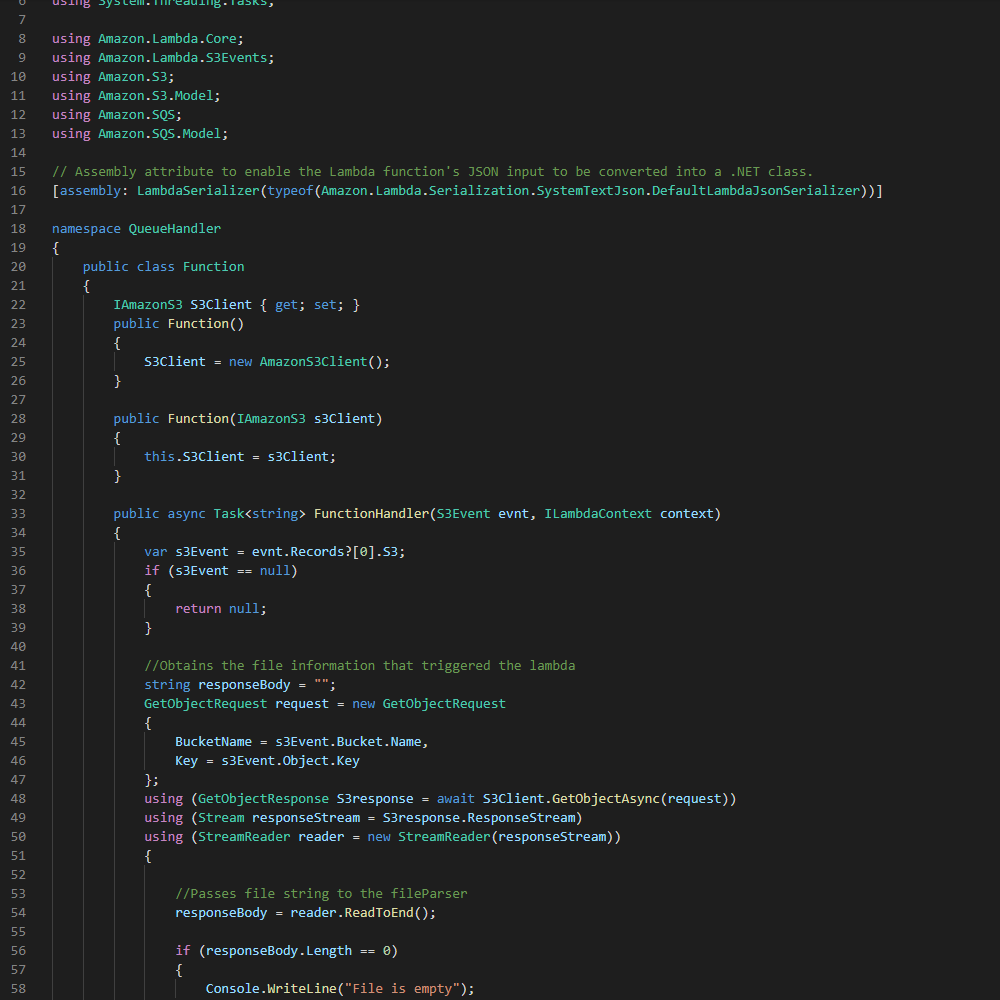 6 using System.Threading.Tasks;
7
8 using Amazon.Lambda.Core;
9 using Amazon.Lambda.S3Events;
10 using Amazon.S3;
11 using Amazon.S3.Model;
12 using Amazon.SQS;
13 using Amazon.SQS.Model;
14
15 // Assembly attribute to enable the Lambda function's JSON input to be converted into a .NET class.
16 [assembly: LambdaSerializer(typeof(Amazon.Lambda.Serialization.SystemTextJson.DefaultLambdaJsonSerializer))]
17
18 namespace QueueHandler
19 {
20     public class Function
21     {
22         IAmazonS3 S3Client { get; set; }
23         public Function()
24         {
25             S3Client = new AmazonS3Client();
26         }
27
28         public Function(IAmazonS3 s3Client)
29         {
30             this.S3Client = s3Client;
31         }
32
33         public async Task<string> FunctionHandler(S3Event evnt, ILambdaContext context)
34         {
35             var s3Event = evnt.Records?[0].S3;
36             if (s3Event == null)
37             {
38                 return null;
39             }
40
41             //Obtains the file information that triggered the lambda
42             string responseBody = "";
43             GetObjectRequest request = new GetObjectRequest
44             {
45                 BucketName = s3Event.Bucket.Name,
46                 Key = s3Event.Object.Key
47             };
48             using (GetObjectResponse S3response = await S3Client.GetObjectAsync(request))
49             using (Stream responseStream = S3response.ResponseStream)
50             using (StreamReader reader = new StreamReader(responseStream))
51             {
52
53                 //Passes file string to the fileParser
54                 responseBody = reader.ReadToEnd();
55
56                 if (responseBody.Length == 0)
57                 {
58                     Console.WriteLine("File is empty");